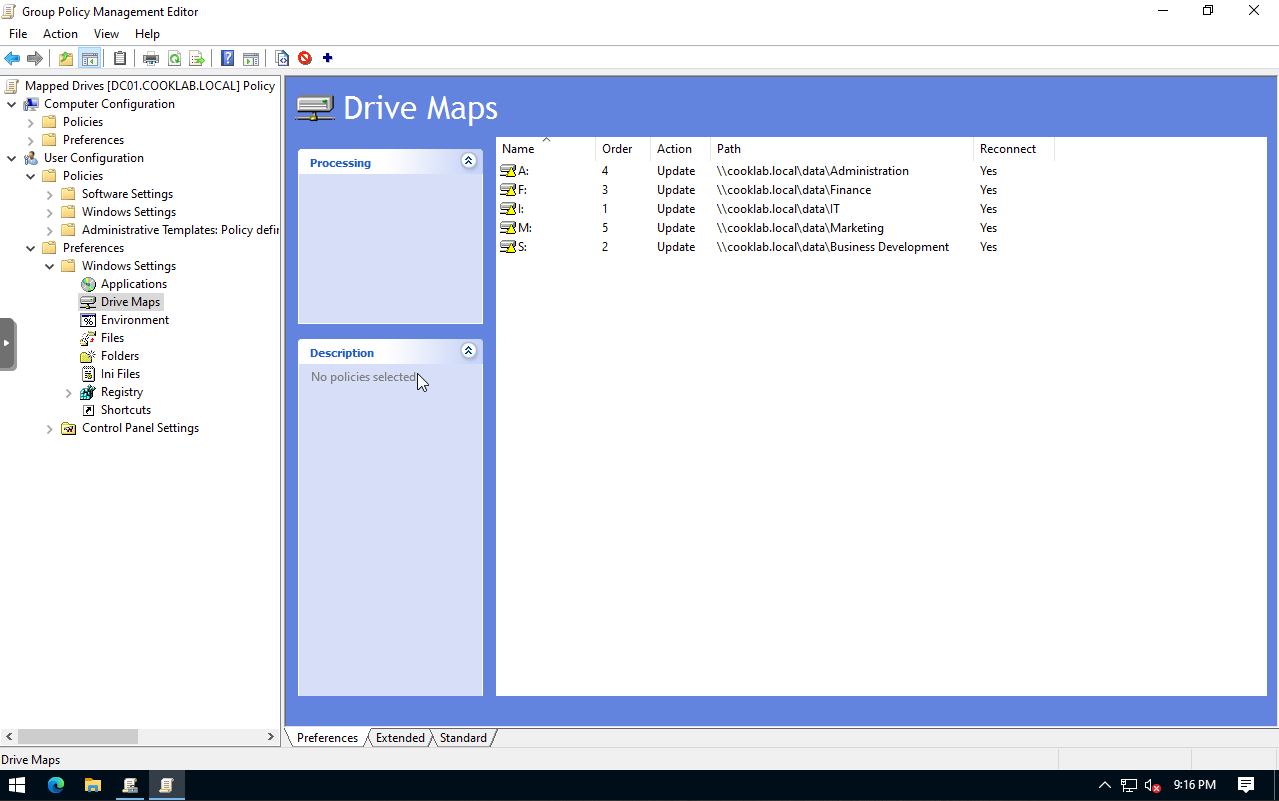 Group Policy Management Editor
File Action View Help
Mapped Drives [DC01.COOKLAB.LOCAL] Policy
Computer Configuration
Policies
Preferences
User Configuration
Policies
Software Settings
Windows Settings
Administrative Templates: Policy defin
Preferences
Windows Settings
Applications
Drive Maps
Environment
Files
Folders
Ini Files
Registry
Shortcuts
Control Panel Settings
Drive Maps
Processing
Description
No policies selected
Name Order Action Path Reconnect
A: 4 Update \\cooklab.local\data\Administration Yes
F: 3 Update \\cooklab.local\data\Finance Yes
I: 1 Update \\cooklab.local\data\IT Yes
M: 5 Update \\cooklab.local\data\Marketing Yes
S: 2 Update \\cooklab.local\data\Business Development Yes
Preferences Extended Standard
Drive Maps
9:16 PM